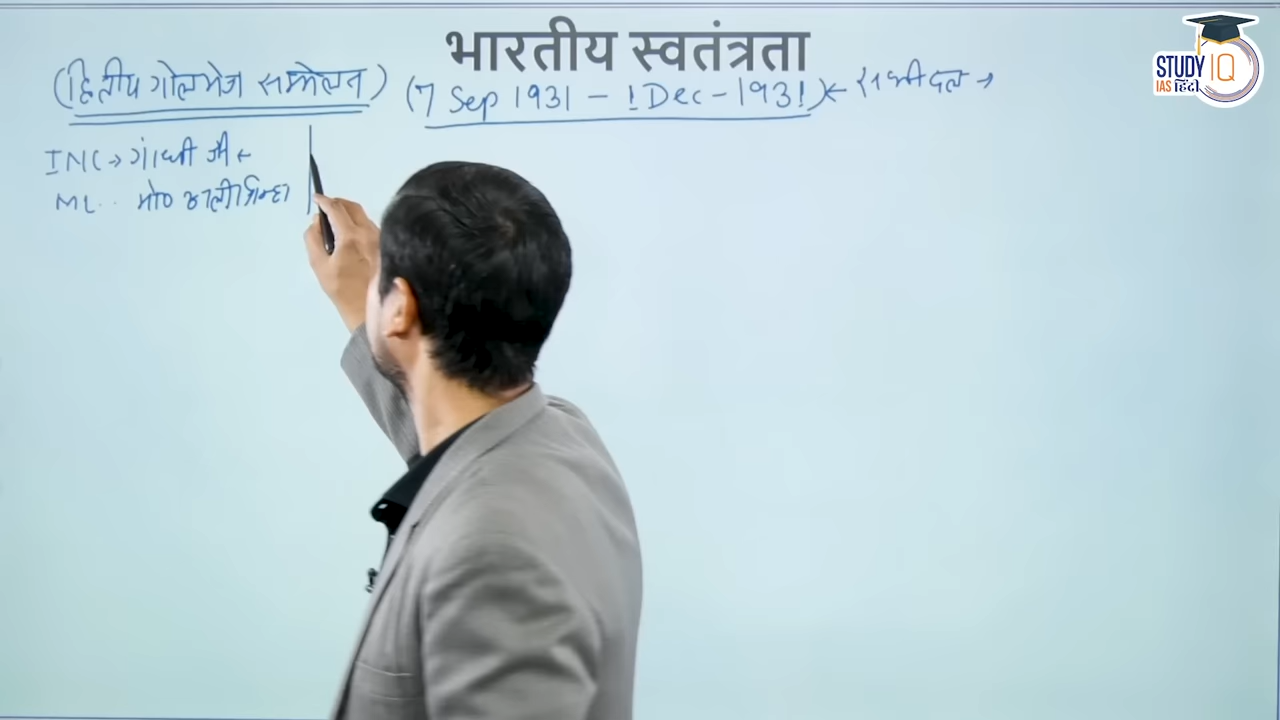 भारतीय स्वतंत्रता
STUDY IQ
IAS हिंदी
(द्वितीय गोलमेज सम्मेलन) (7 Sep 1931 - 1 Dec - 1931) ← सभी दल →
INC → गांधी जी ←
ML .. मो० अली जिन्हा